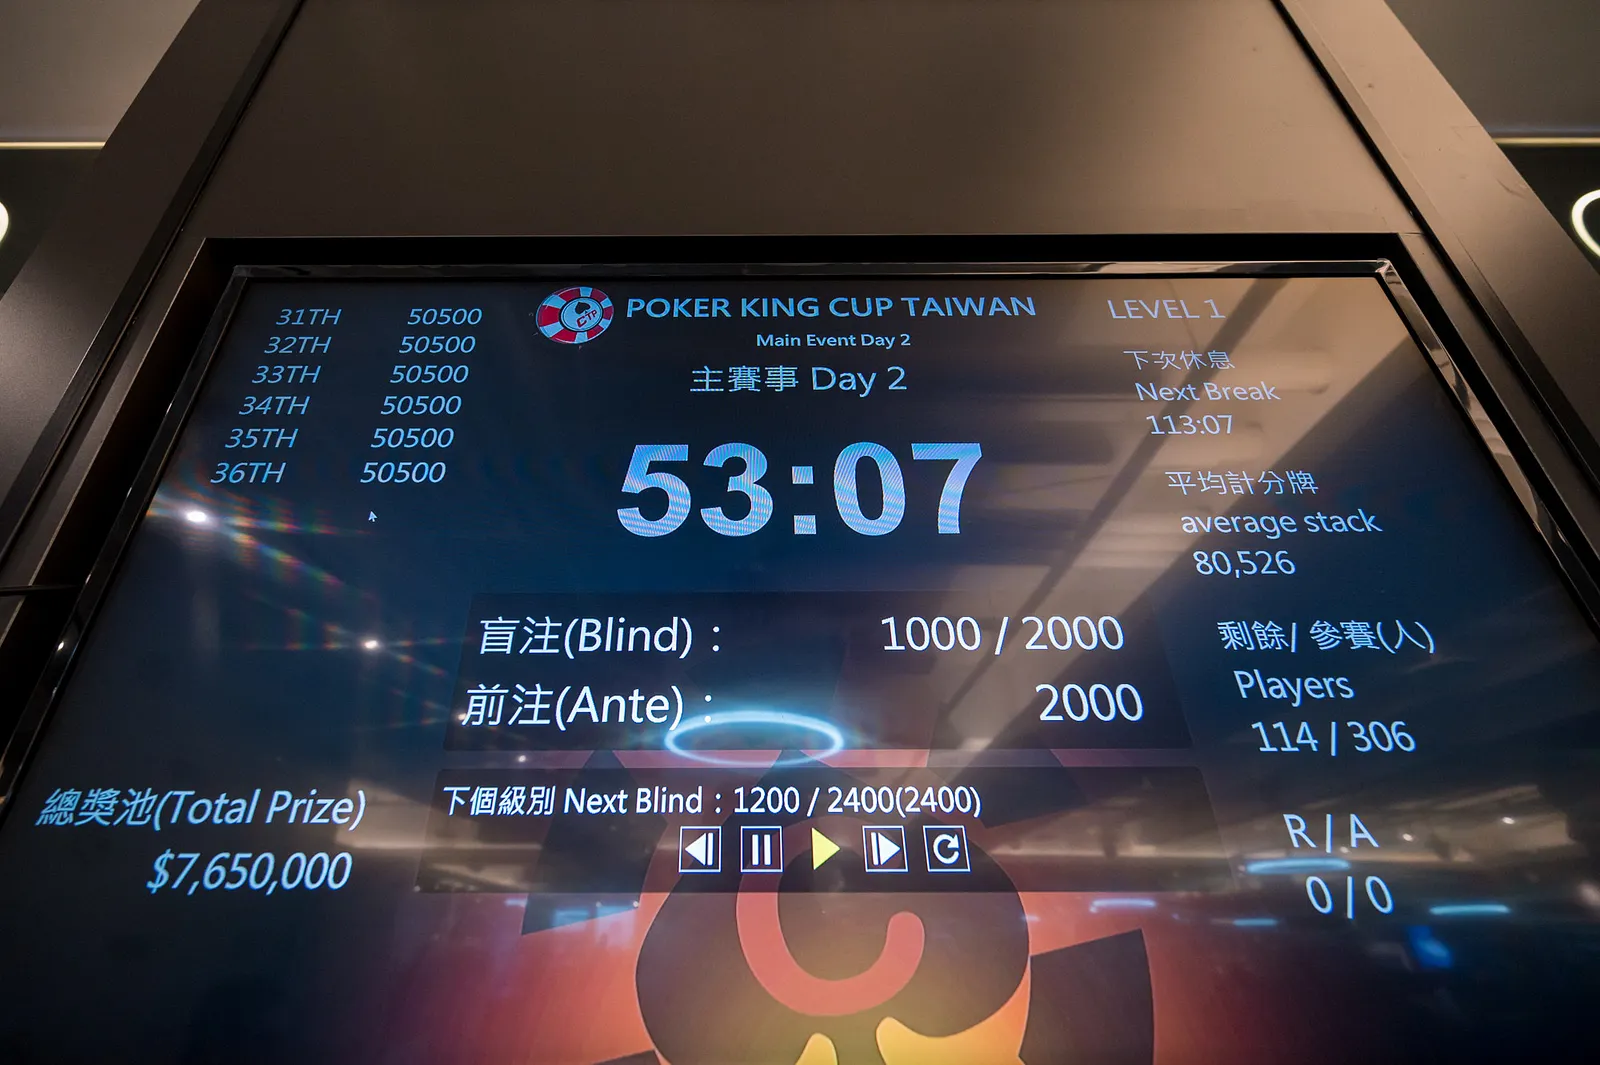 31TH 50500
32TH 50500
33TH 50500
34TH 50500
35TH 50500
36TH 50500
CTP
POKER KING CUP TAIWAN
Main Event Day 2
主賽事 Day 2
53:07
盲注(Blind) : 1000 / 2000
前注(Ante) : 2000
下個級別 Next Blind : 1200 / 2400(2400)
總獎池(Total Prize)
$7,650,000
LEVEL 1
下次休息
Next Break
113:07
平均計分牌
average stack
80,526
剩餘/ 參賽(人)
Players
114 / 306
R / A
0 / 0